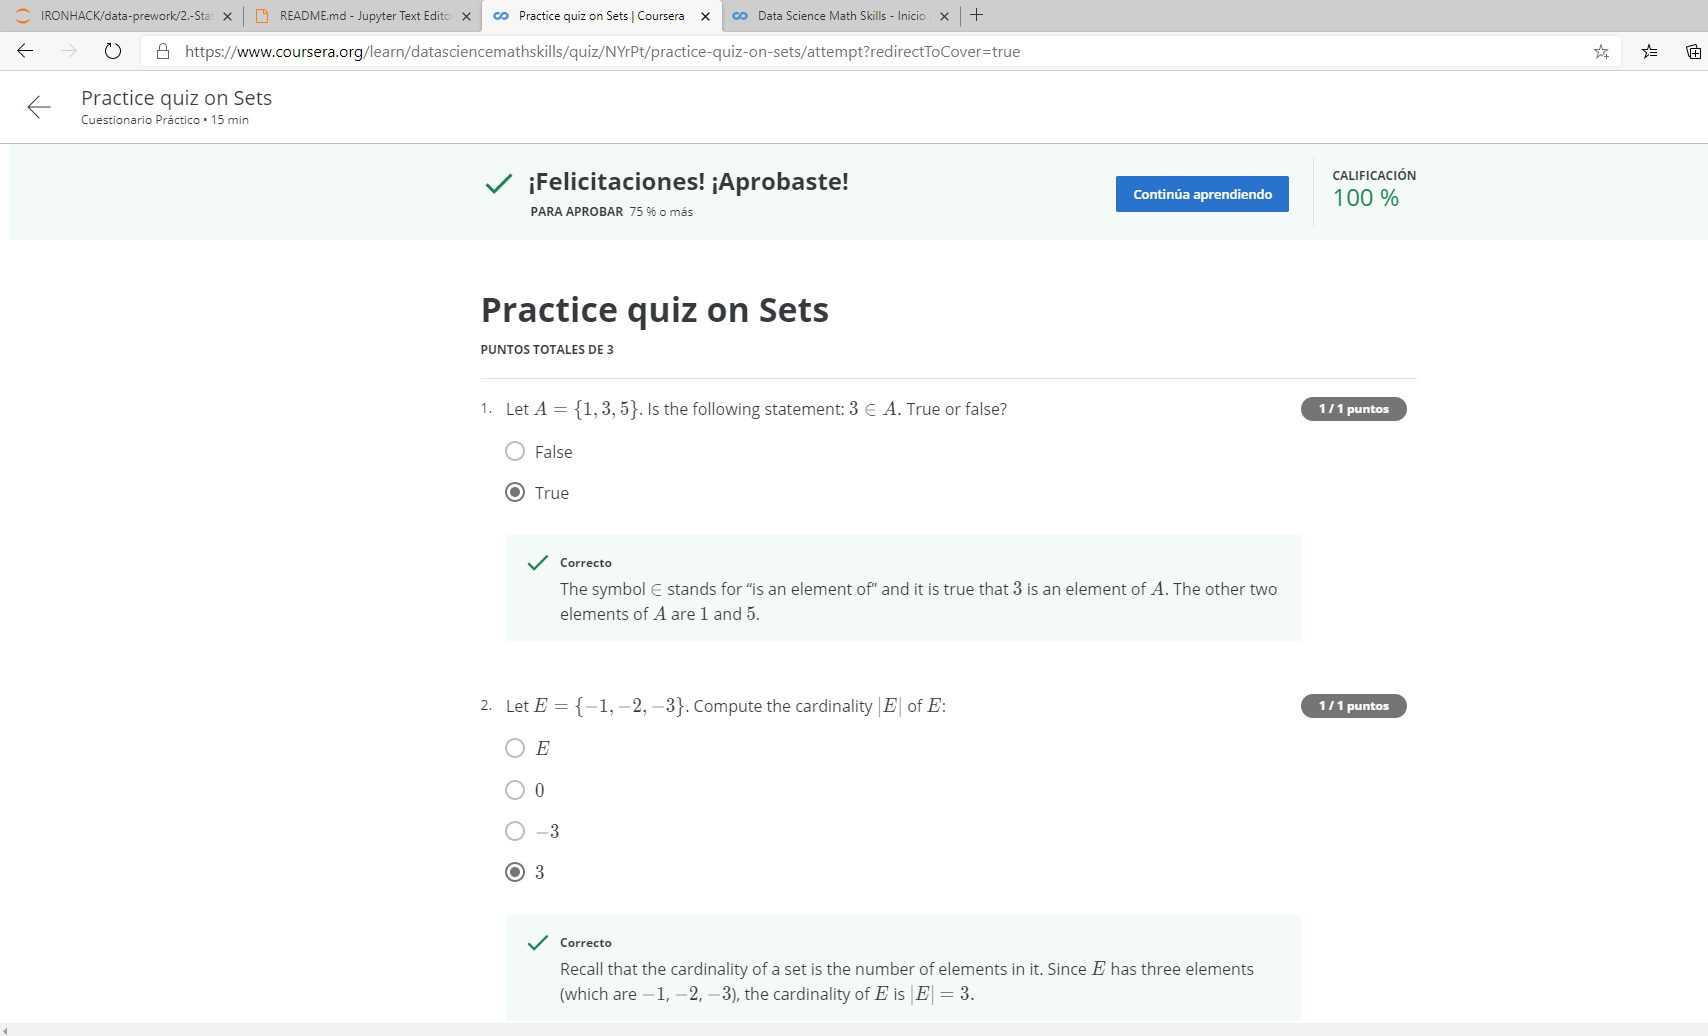 IRONHACK/data-prework/2.-Sta
README.md - Jupyter Text Edito
Practice quiz on Sets | Coursera
Data Science Math Skills - Inicio
https://www.coursera.org/learn/datasciencemathskills/quiz/NYrPt/practice-quiz-on-sets/attempt?redirectToCover=true
Practice quiz on Sets
Cuestionario Práctico • 15 min
¡Felicitaciones! ¡Aprobaste!
PARA APROBAR 75 % o más
Continúa aprendiendo
CALIFICACIÓN
100 %
Practice quiz on Sets
PUNTOS TOTALES DE 3
1. Let A = {1, 3, 5}. Is the following statement: 3 ∈ A. True or false?
1 / 1 puntos
False
True
Correcto
The symbol ∈ stands for “is an element of” and it is true that 3 is an element of A. The other two
elements of A are 1 and 5.
2. Let E = {−1, −2, −3}. Compute the cardinality |E| of E:
1 / 1 puntos
E
0
−3
3
Correcto
Recall that the cardinality of a set is the number of elements in it. Since E has three elements
(which are −1, −2, −3), the cardinality of E is |E| = 3.